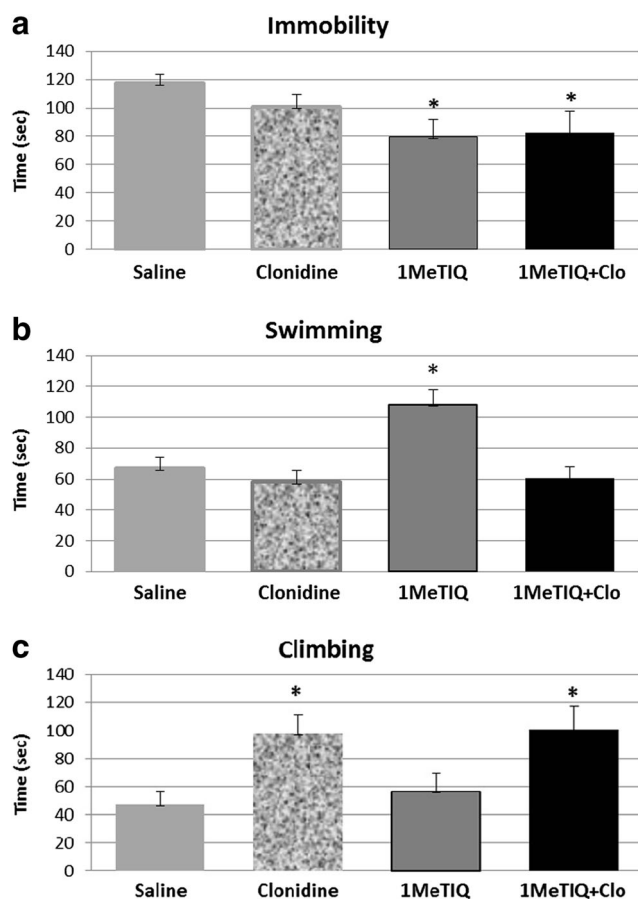 a
Immobility
Time (sec)
140
120
100
80
60
40
20
0
* *
Saline Clonidine 1MeTIQ 1MeTIQ+Clo
b
Swimming
Time (sec)
140
120
100
80
60
40
20
0
*
Saline Clonidine 1MeTIQ 1MeTIQ+Clo
c
Climbing
Time (sec)
140
120
100
80
60
40
20
0
* *
Saline Clonidine 1MeTIQ 1MeTIQ+Clo